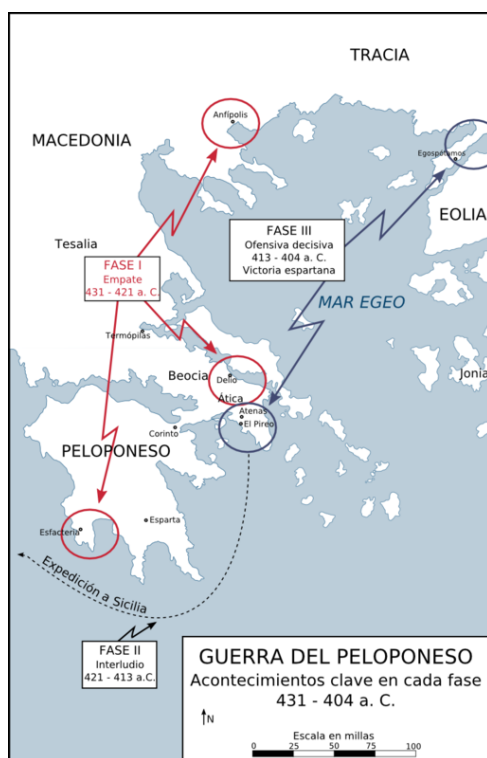 TRACIA
Anfípolis
MACEDONIA
Egospótamos
EOLIA
FASE III
Ofensiva decisiva
413 - 404 a. C.
Victoria espartana
Tesalia
FASE I
Empate
431 - 421 a. C.
MAR EGEO
Termópilas
Beocia
Delio
Jonia
Ática
Atenas
El Pireo
Corinto
PELOPONESO
Esfacteria
Esparta
Expedición a Sicilia
FASE II
Interludio
421 - 413 a.C.
GUERRA DEL PELOPONESO
Acontecimientos clave en cada fase
431 - 404 a. C.
N
Escala en millas
0 25 50 75 100